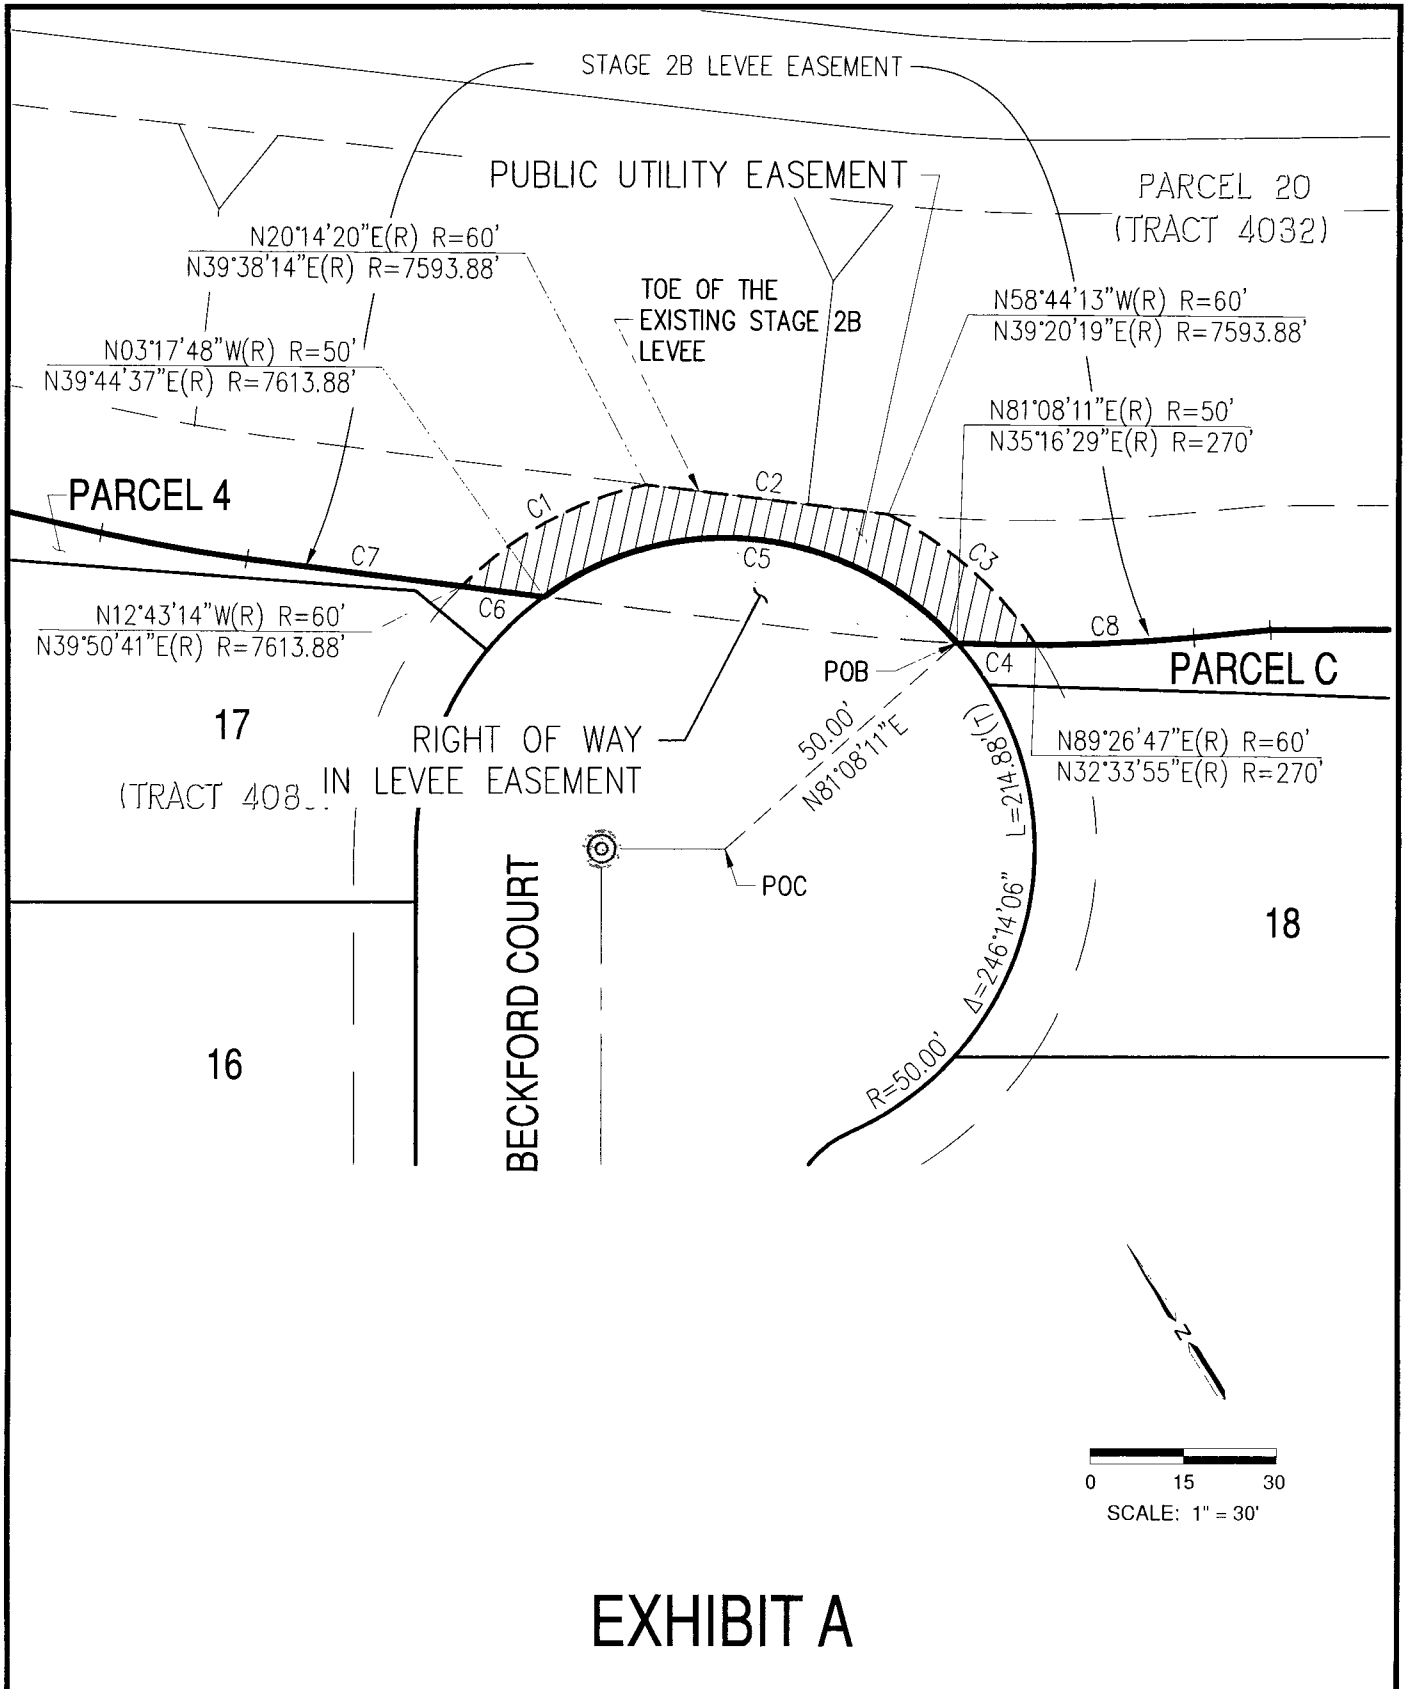 STAGE 2B LEVEE EASEMENT
PUBLIC UTILITY EASEMENT
PARCEL 20
(TRACT 4032)
N20°14'20"E(R) R=60'
N39°38'14"E(R) R=7593.88'
TOE OF THE
EXISTING STAGE 2B
LEVEE
N58°44'13"W(R) R=60'
N39°20'19"E(R) R=7593.88'
N03°17'48"W(R) R=50'
N39°44'37"E(R) R=7613.88'
N81°08'11"E(R) R=50'
N35°16'29"E(R) R=270'
PARCEL 4
C1
C2
C3
C5
C7
C6
C8
C4
N12°43'14"W(R) R=60'
N39°50'41"E(R) R=7613.88'
POB
PARCEL C
17
RIGHT OF WAY
IN LEVEE EASEMENT
(TRACT 408
50.00'
N81°08'11"E
L=214.88'(T)
N89°26'47"E(R) R=60'
N32°33'55"E(R) R=270'
POC
BECKFORD COURT
Δ=246°14'06"
R=50.00'
18
16
N
0 15 30
SCALE: 1" = 30'
EXHIBIT A